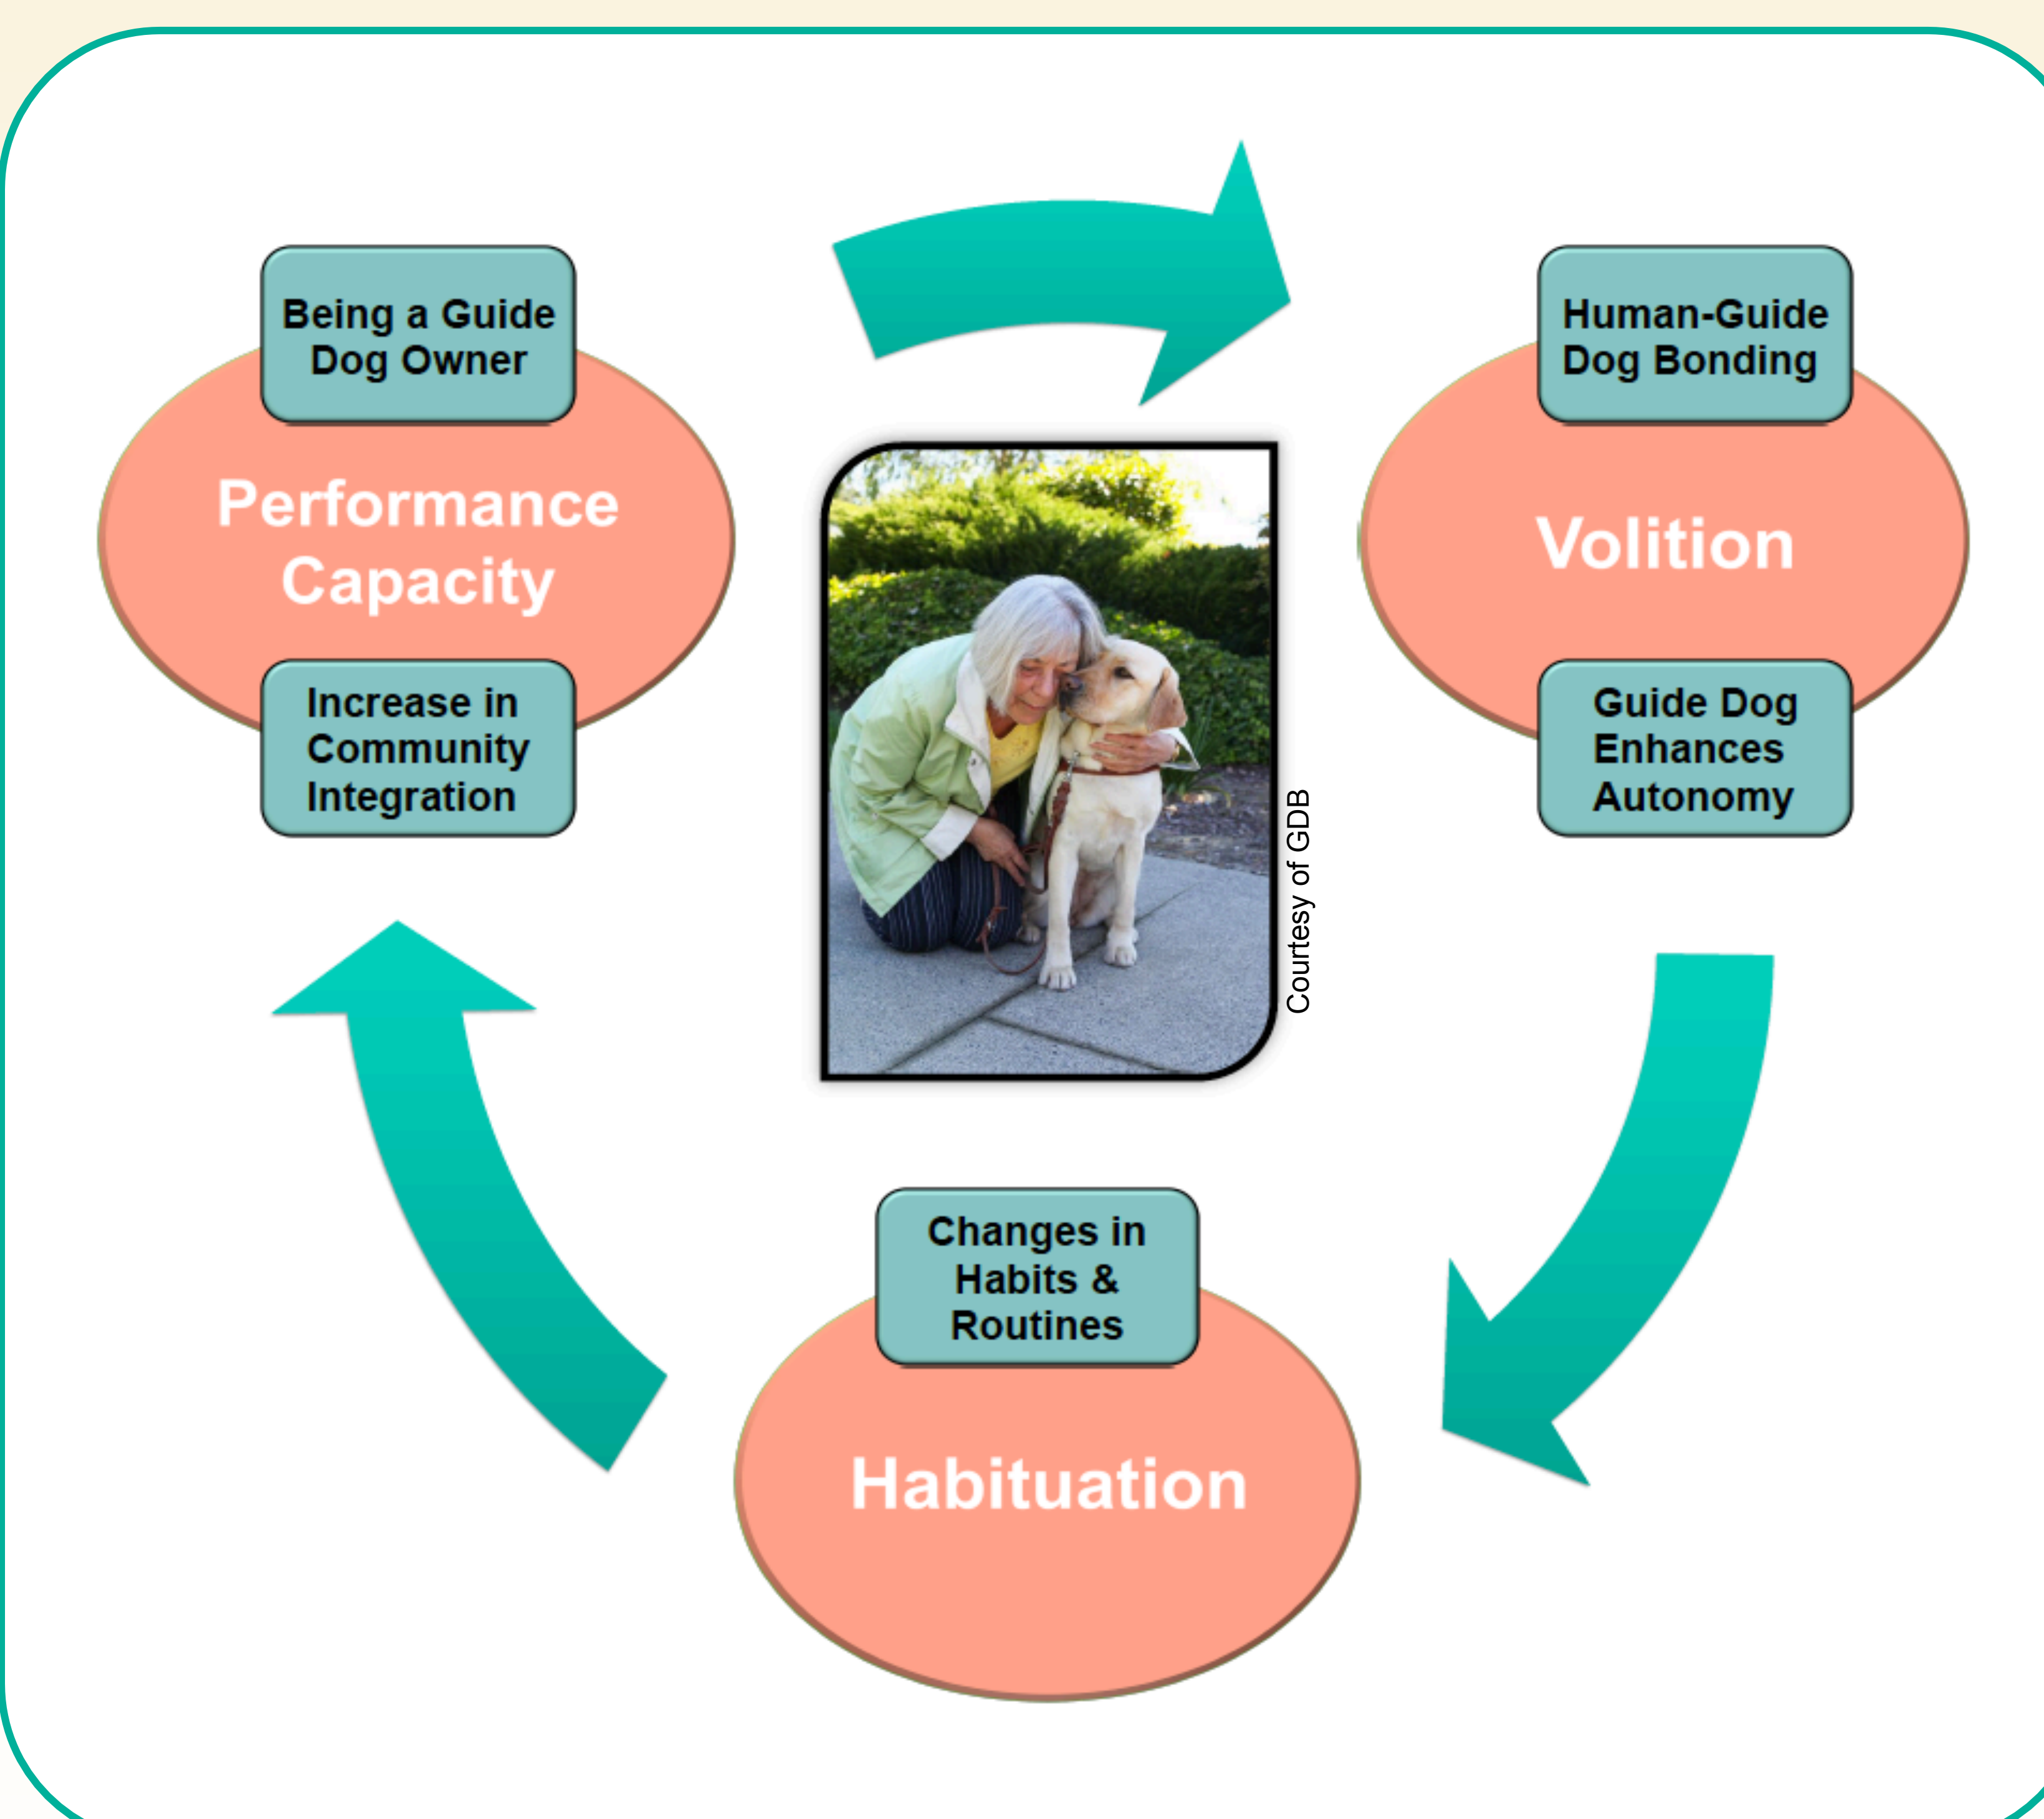 Being a Guide
Dog Owner
Performance
Capacity
Increase in
Community
Integration
Human-Guide
Dog Bonding
Volition
Guide Dog
Enhances
Autonomy
Courtesy of GDB
Changes in
Habits &
Routines
Habituation